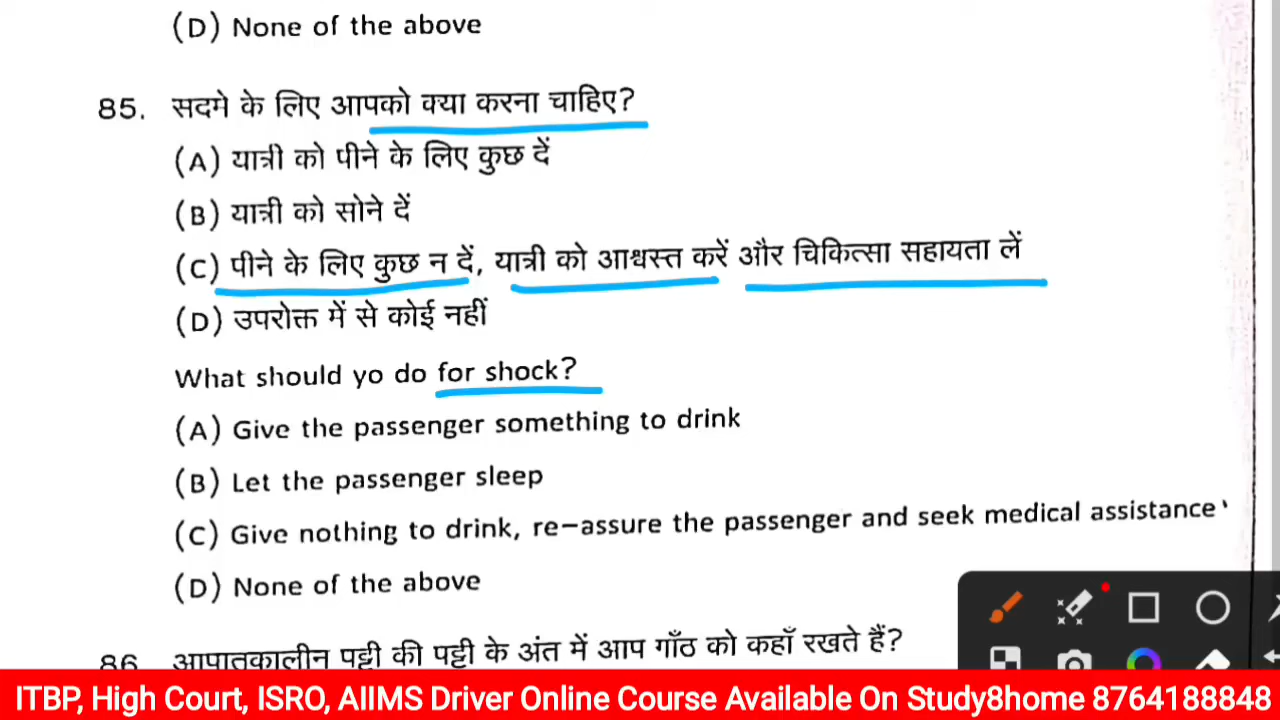 (D) None of the above
85. सदमे के लिए आपको क्या करना चाहिए?
(A) यात्री को पीने के लिए कुछ दें
(B) यात्री को सोने दें
(C) पीने के लिए कुछ न दें, यात्री को आश्वस्त करें और चिकित्सा सहायता लें
(D) उपरोक्त में से कोई नहीं
What should yo do for shock?
(A) Give the passenger something to drink
(B) Let the passenger sleep
(C) Give nothing to drink, re-assure the passenger and seek medical assistance
(D) None of the above
86. आपातकालीन पट्टी की पट्टी के अंत में आप गाँठ को कहाँ रखते हैं?
ITBP, High Court, ISRO, AIIMS Driver Online Course Available On Study8home 8764188848